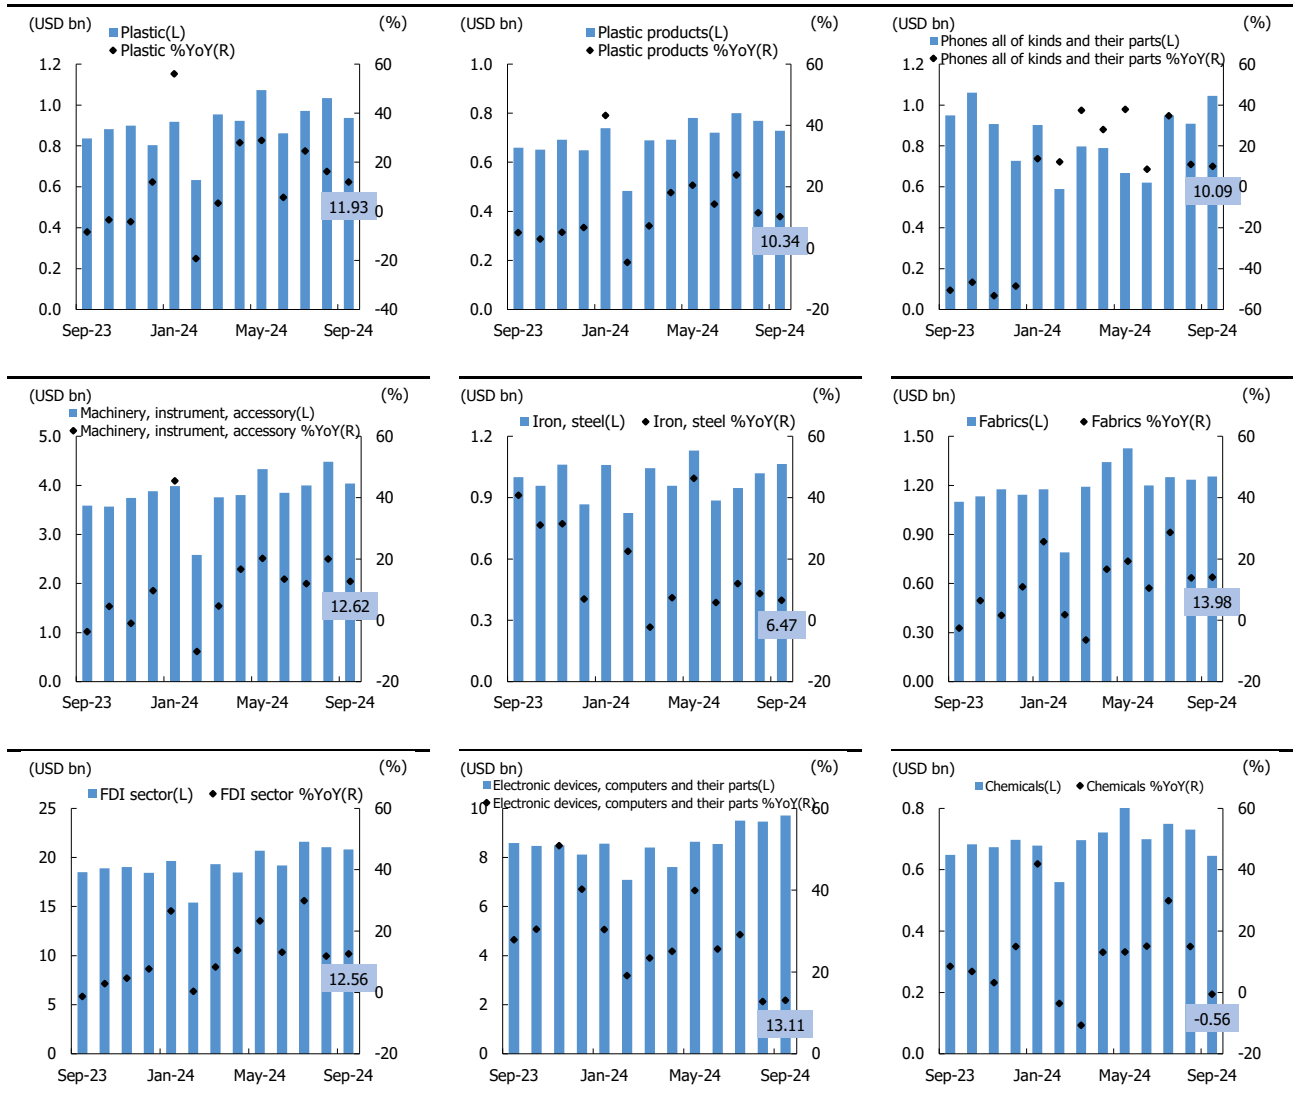 (USD bn) (%)
Plastic(L)
Plastic %YoY(R)
1.2 60
1.0 40
0.8 20
0.6 0
0.4 -20
0.2 -40
0.0
11.93
Sep-23 Jan-24 May-24 Sep-24
(USD bn) (%)
Plastic products(L)
Plastic products %YoY(R)
1.0 60
0.8 40
0.6 20
0.4 0
0.2 -20
0.0
10.34
Sep-23 Jan-24 May-24 Sep-24
(USD bn) (%)
Phones all of kinds and their parts(L)
Phones all of kinds and their parts %YoY(R)
1.2 60
1.0 40
0.8 20
0.6 0
0.4 -20
0.2 -40
0.0 -60
10.09
Sep-23 Jan-24 May-24 Sep-24
(USD bn) (%)
Machinery, instrument, accessory(L)
Machinery, instrument, accessory %YoY(R)
5.0 60
4.0 40
3.0 20
2.0 0
1.0 -20
0.0
12.62
Sep-23 Jan-24 May-24 Sep-24
(USD bn) (%)
Iron, steel(L) Iron, steel %YoY(R)
1.2 60
0.9 40
0.6 20
0.3 0
0.0 -20
6.47
Sep-23 Jan-24 May-24 Sep-24
(USD bn) (%)
Fabrics(L) Fabrics %YoY(R)
1.50 60
1.20 40
0.90 20
0.60 0
0.30 -20
0.00
13.98
Sep-23 Jan-24 May-24 Sep-24
(USD bn) (%)
FDI sector(L) FDI sector %YoY(R)
25 60
20 40
15 20
10 0
5 -20
0
12.56
Sep-23 Jan-24 May-24 Sep-24
(USD bn) (%)
Electronic devices, computers and their parts(L)
Electronic devices, computers and their parts %YoY(R)
10 60
8 40
6 20
4 0
2
0
13.11
Sep-23 Jan-24 May-24 Sep-24
(USD bn) (%)
Chemicals(L) Chemicals %YoY(R)
0.8 60
0.6 40
0.4 20
0.2 0
0.0 -20
-0.56
Sep-23 Jan-24 May-24 Sep-24